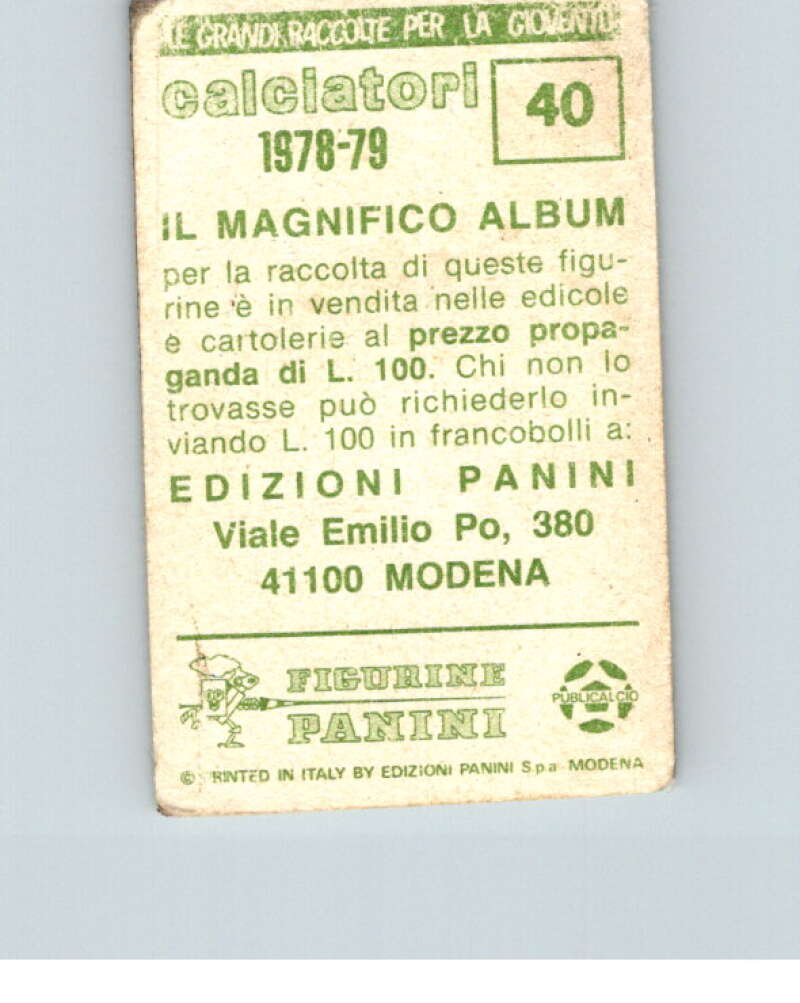 LE GRANDI RACCOLTE PER LA GIOVENTÙ
calciatori
40
1978-79
IL MAGNIFICO ALBUM
per la raccolta di queste figu-
rine è in vendita nelle edicole
e cartolerie al prezzo propa-
ganda di L. 100. Chi non lo
trovasse può richiederlo in-
viando L. 100 in francobolli a:
EDIZIONI PANINI
Viale Emilio Po, 380
41100 MODENA
FIGURINE
PANINI
PUBLICALCIO
© RINTED IN ITALY BY EDIZIONI PANINI S.p.a. MODENA